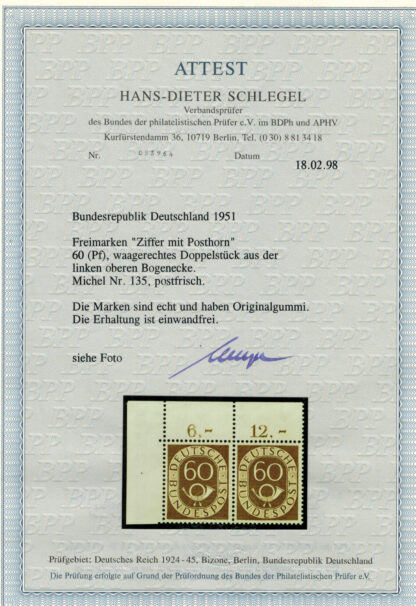 ATTEST
HANS-DIETER SCHLEGEL
Verbandsprüfer
des Bundes der philatelistischen Prüfer e.V. im BDPh und APHV
Kurfürstendamm 36, 10719 Berlin, Tel. (0 30) 8 81 34 18
Nr. Datum 18.02.98
Bundesrepublik Deutschland 1951
Freimarken "Ziffer mit Posthorn"
60 (Pf), waagerechtes Doppelstück aus der
linken oberen Bogenecke.
Michel Nr. 135, postfrisch.
Die Marken sind echt und haben Originalgummi.
Die Erhaltung ist einwandfrei.
siehe Foto
6,- 12,-
60 60
DEUTSCHE BUNDESPOST DEUTSCHE BUNDESPOST
Prüfgebiet: Deutsches Reich 1924 - 45, Bizone, Berlin, Bundesrepublik Deutschland
Die Prüfung erfolgte auf Grund der Prüfordnung des Bundes der Philatelistischen Prüfer e.V.